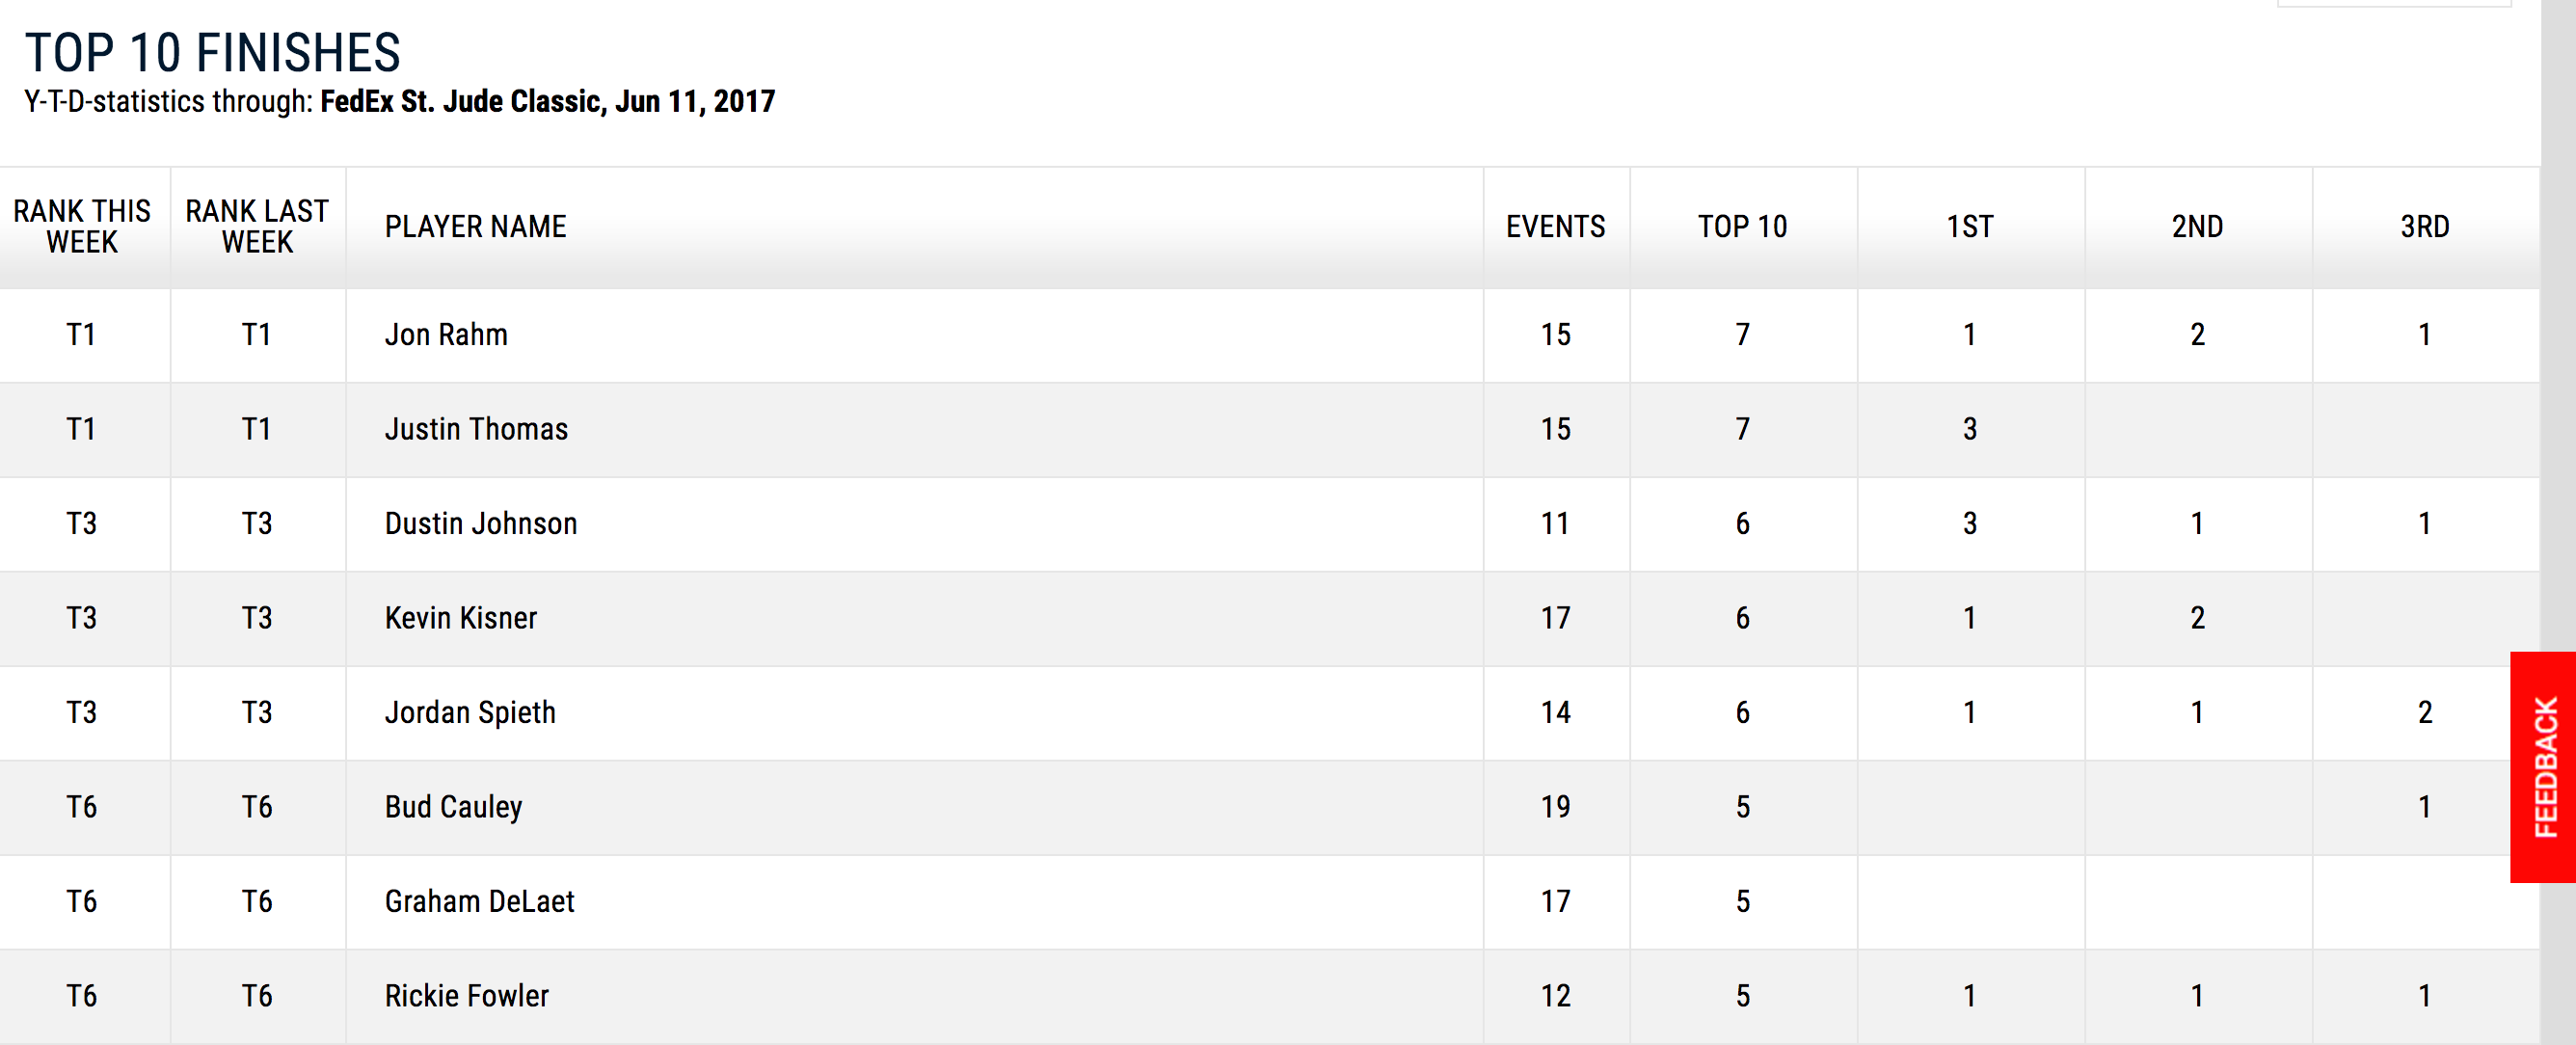 TOP 10 FINISHES
Y-T-D-statistics through: FedEx St. Jude Classic, Jun 11, 2017
RANK THIS WEEK RANK LAST WEEK PLAYER NAME EVENTS TOP 10 1ST 2ND 3RD
T1 T1 Jon Rahm 15 7 1 2 1
T1 T1 Justin Thomas 15 7 3
T3 T3 Dustin Johnson 11 6 3 1 1
T3 T3 Kevin Kisner 17 6 1 2
T3 T3 Jordan Spieth 14 6 1 1 2
T6 T6 Bud Cauley 19 5 1
T6 T6 Graham DeLaet 17 5
T6 T6 Rickie Fowler 12 5 1 1 1
FEEDBACK